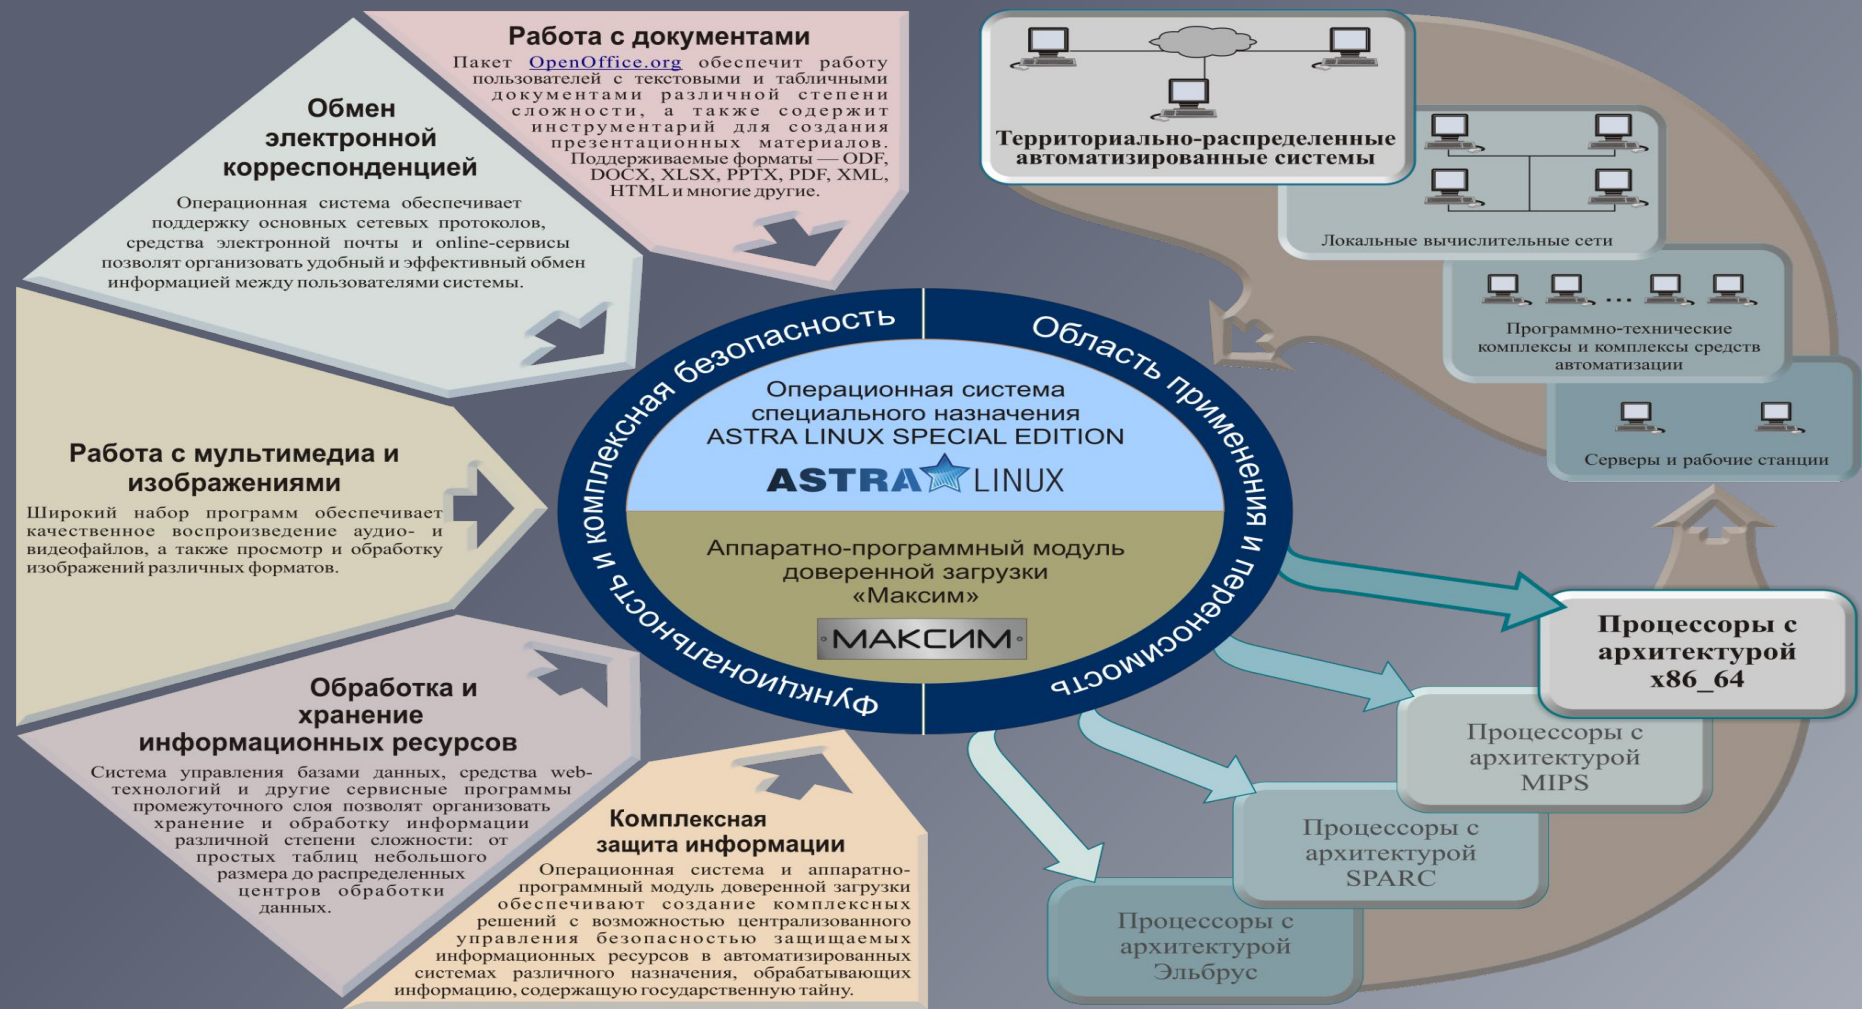 Работа с документами
Пакет OpenOffice.org обеспечит работу
пользователей с текстовыми и табличными
документами различной степени
сложности, а также содержит
инструментарий для создания
презентационных материалов.
Поддерживаемые форматы — ODF,
DOCX, XLSX, PPTX, PDF, XML,
HTML и многие другие.
Обмен
электронной
корреспонденцией
Операционная система обеспечивает
поддержку основных сетевых протоколов,
средства электронной почты и online-сервисы
позволят организовать удобный и эффективный обмен
информацией между пользователями системы.
Работа с мультимедиа и
изображениями
Широкий набор программ обеспечивает
качественное воспроизведение аудио- и
видеофайлов, а также просмотр и обработку
изображений различных форматов.
Обработка и
хранение
информационных ресурсов
Система управления базами данных, средства web-
технологий и другие сервисные программы
промежуточного слоя позволят организовать
хранение и обработку информации
различной степени сложности: от
простых таблиц небольшого
размера до распределенных
центров обработки
данных.
Комплексная
защита информации
Операционная система и аппаратно-
программный модуль доверенной загрузки
обеспечивают создание комплексных
решений с возможностью централизованного
управления безопасностью защищаемых
информационных ресурсов в автоматизированных
системах различного назначения, обрабатывающих
информацию, содержащую государственную тайну.
Функциональность и комплексная безопасность
Область применения и переносимость
Операционная система
специального назначения
ASTRA LINUX SPECIAL EDITION
ASTRA LINUX
Аппаратно-программный модуль
доверенной загрузки
«Максим»
МАКСИМ
Территориально-распределенные
автоматизированные системы
Локальные вычислительные сети
...
Программно-технические
комплексы и комплексы средств
автоматизации
Серверы и рабочие станции
Процессоры с
архитектурой
x86_64
Процессоры с
архитектурой
MIPS
Процессоры с
архитектурой
SPARC
Процессоры с
архитектурой
Эльбрус